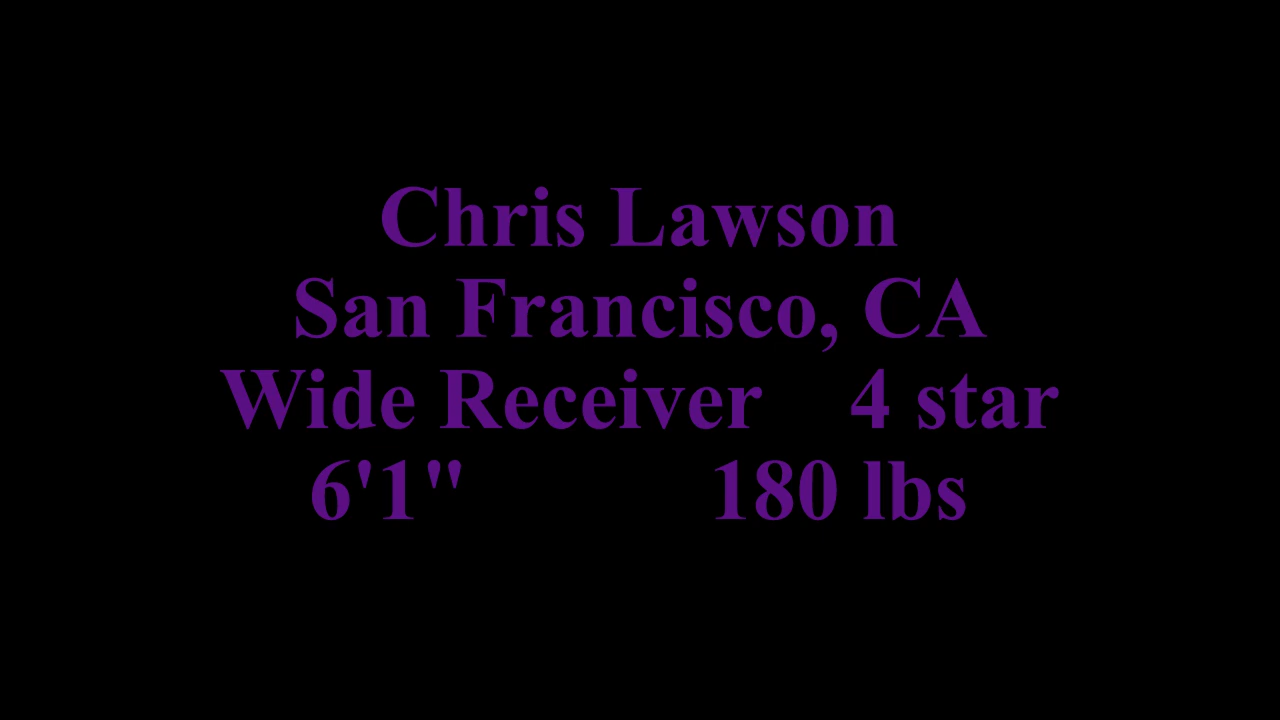 Chris Lawson
San Francisco, CA
Wide Receiver 4 star
6'1" 180 lbs